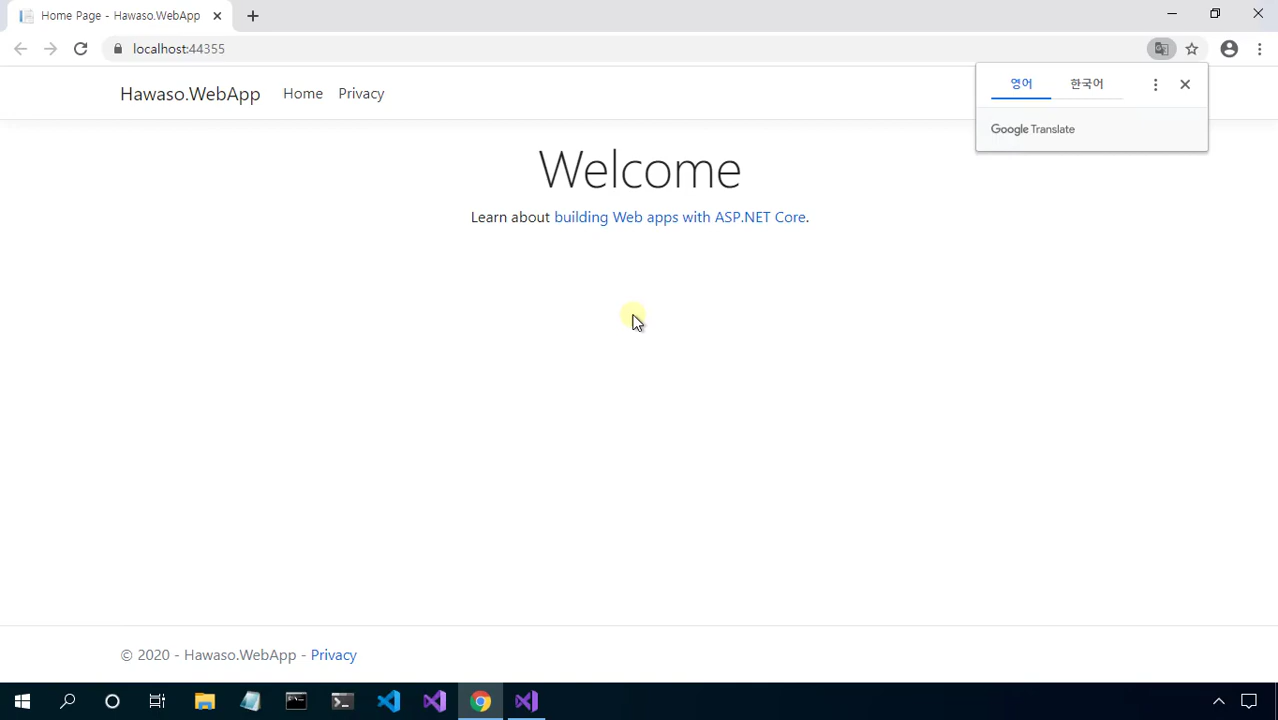 Home Page - Hawaso.WebApp
localhost:44355
영어 한국어
Google Translate
Hawaso.WebApp Home Privacy
Welcome
Learn about building Web apps with ASP.NET Core.
© 2020 - Hawaso.WebApp - Privacy